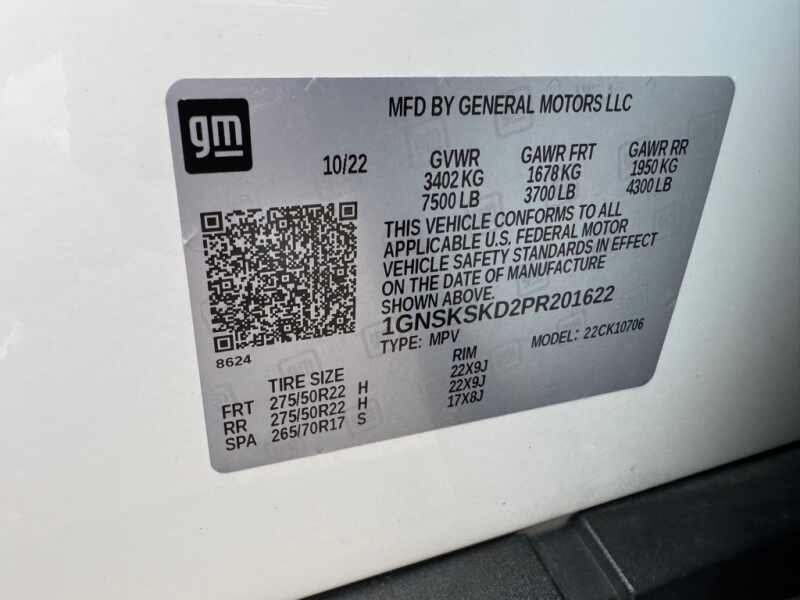 gm
MFD BY GENERAL MOTORS LLC
10/22
GVWR GAWR FRT GAWR RR
3402 KG 1678 KG 1950 KG
7500 LB 3700 LB 4300 LB
THIS VEHICLE CONFORMS TO ALL
APPLICABLE U.S. FEDERAL MOTOR
VEHICLE SAFETY STANDARDS IN EFFECT
ON THE DATE OF MANUFACTURE
SHOWN ABOVE.
1GNSKSKD2PR201622
TYPE: MPV MODEL: 22CK10706
8624
TIRE SIZE RIM
FRT 275/50R22 H 22X9J
RR 275/50R22 H 22X9J
SPA 265/70R17 S 17X8J